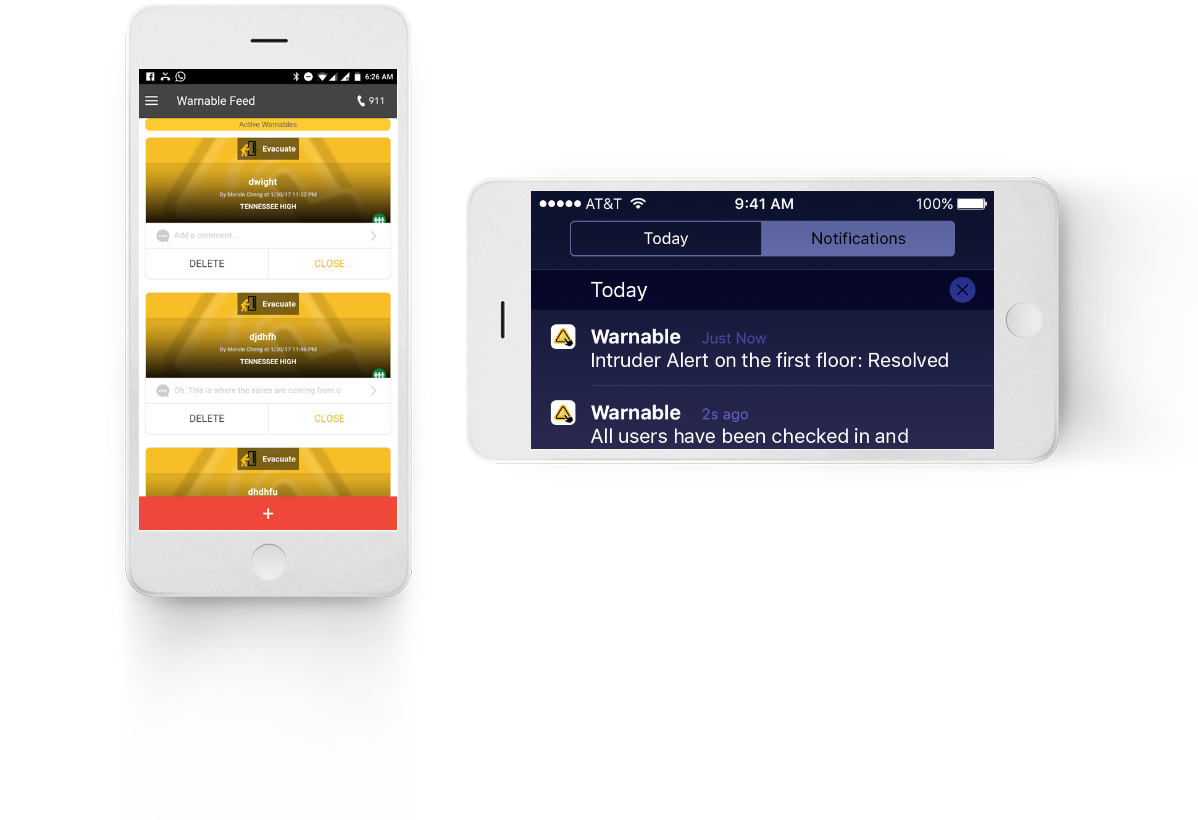 6:26 AM
Warnable Feed
911
Active Warnables
Evacuate
dwight
By Marvin Cheng at 1/30/17 11:52 PM
TENNESSEE HIGH
Add a comment...
DELETE
CLOSE
Evacuate
djdhfh
By Marvin Cheng at 1/30/17 11:46 PM
TENNESSEE HIGH
Oh. This is where the saves are coming from o
DELETE
CLOSE
Evacuate
dhdhfu
+
AT&T
9:41 AM
100%
Today
Notifications
Today
Warnable Just Now
Intruder Alert on the first floor: Resolved
Warnable 2s ago
All users have been checked in and